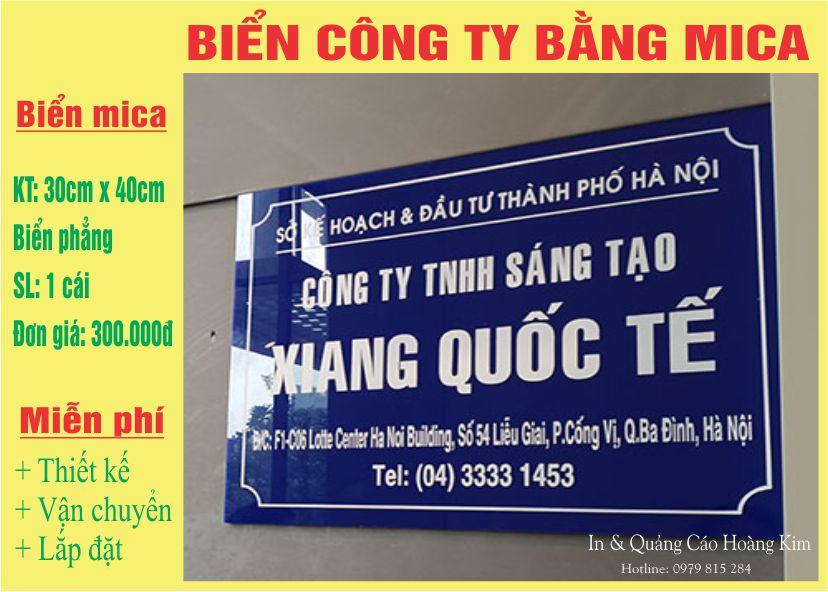 BIỂN CÔNG TY BẰNG MICA
Biển mica
KT: 30cm x 40cm
Biển phẳng
SL: 1 cái
Đơn giá: 300.000đ
Miễn phí
+ Thiết kế
+ Vận chuyển
+ Lắp đặt
SỞ KẾ HOẠCH & ĐẦU TƯ THÀNH PHỐ HÀ NỘI
CÔNG TY TNHH SÁNG TẠO
XIANG QUỐC TẾ
Đ/C: F1-C06 Lotte Center Ha Noi Building, Số 54 Liễu Giai, P.Cống Vị, Q.Ba Đình, Hà Nội
Tel: (04) 3333 1453
In & Quảng Cáo Hoàng Kim
Hotline: 0979 815 284